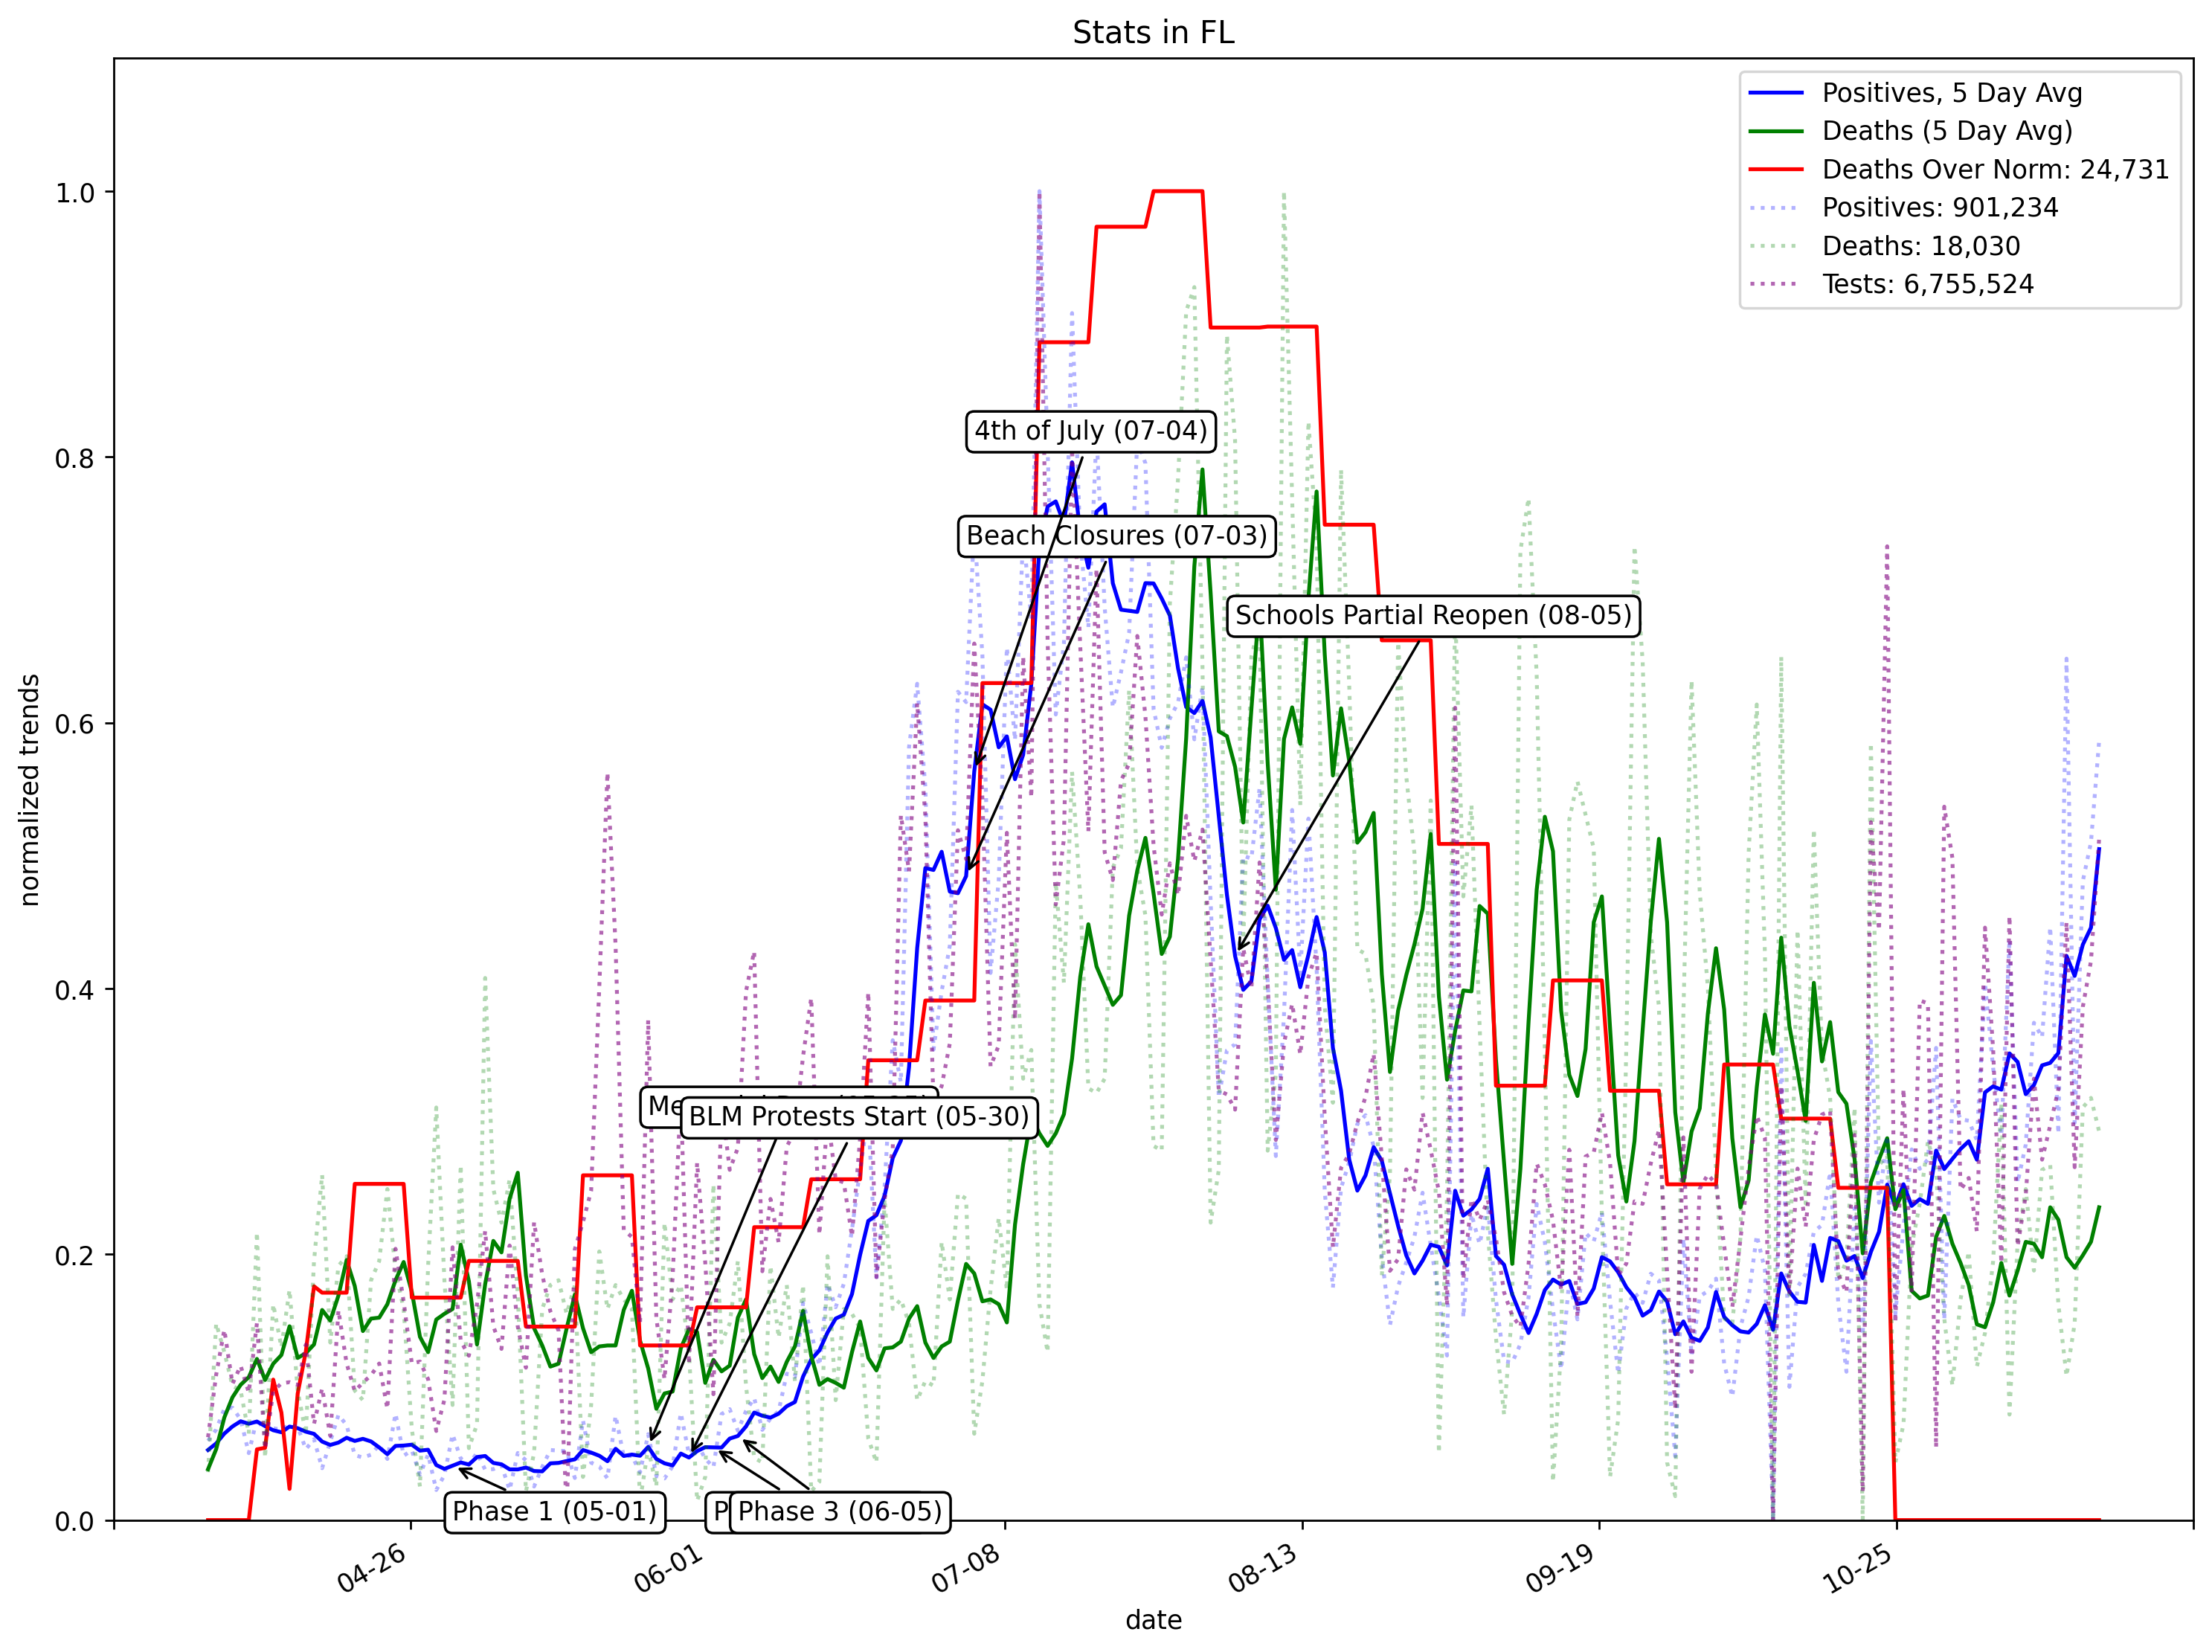 Stats in FL
Positives, 5 Day Avg
Deaths (5 Day Avg)
Deaths Over Norm: 24,731
Positives: 901,234
Deaths: 18,030
Tests: 6,755,524
normalized trends
1.0
0.8
0.6
0.4
0.2
0.0
4th of July (07-04)
Beach Closures (07-03)
Schools Partial Reopen (08-05)
BLM Protests Start (05-30)
Phase 1 (05-01)
Phase 3 (06-05)
04-26
06-01
07-08
08-13
09-19
10-25
date